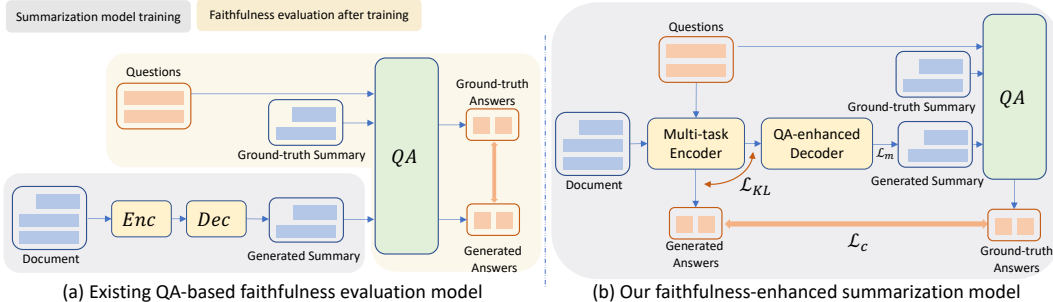 Summarization model training
Faithfulness evaluation after training
Questions
Ground-truth Summary
QA
Ground-truth
Answers
Document
Enc
Dec
Generated Summary
Generated
Answers
(a) Existing QA-based faithfulness evaluation model
Questions
Ground-truth Summary
QA
Document
Multi-task
Encoder
QA-enhanced
Decoder
ℒm
Generated Summary
ℒKL
Generated
Answers
ℒc
Ground-truth
Answers
(b) Our faithfulness-enhanced summarization model